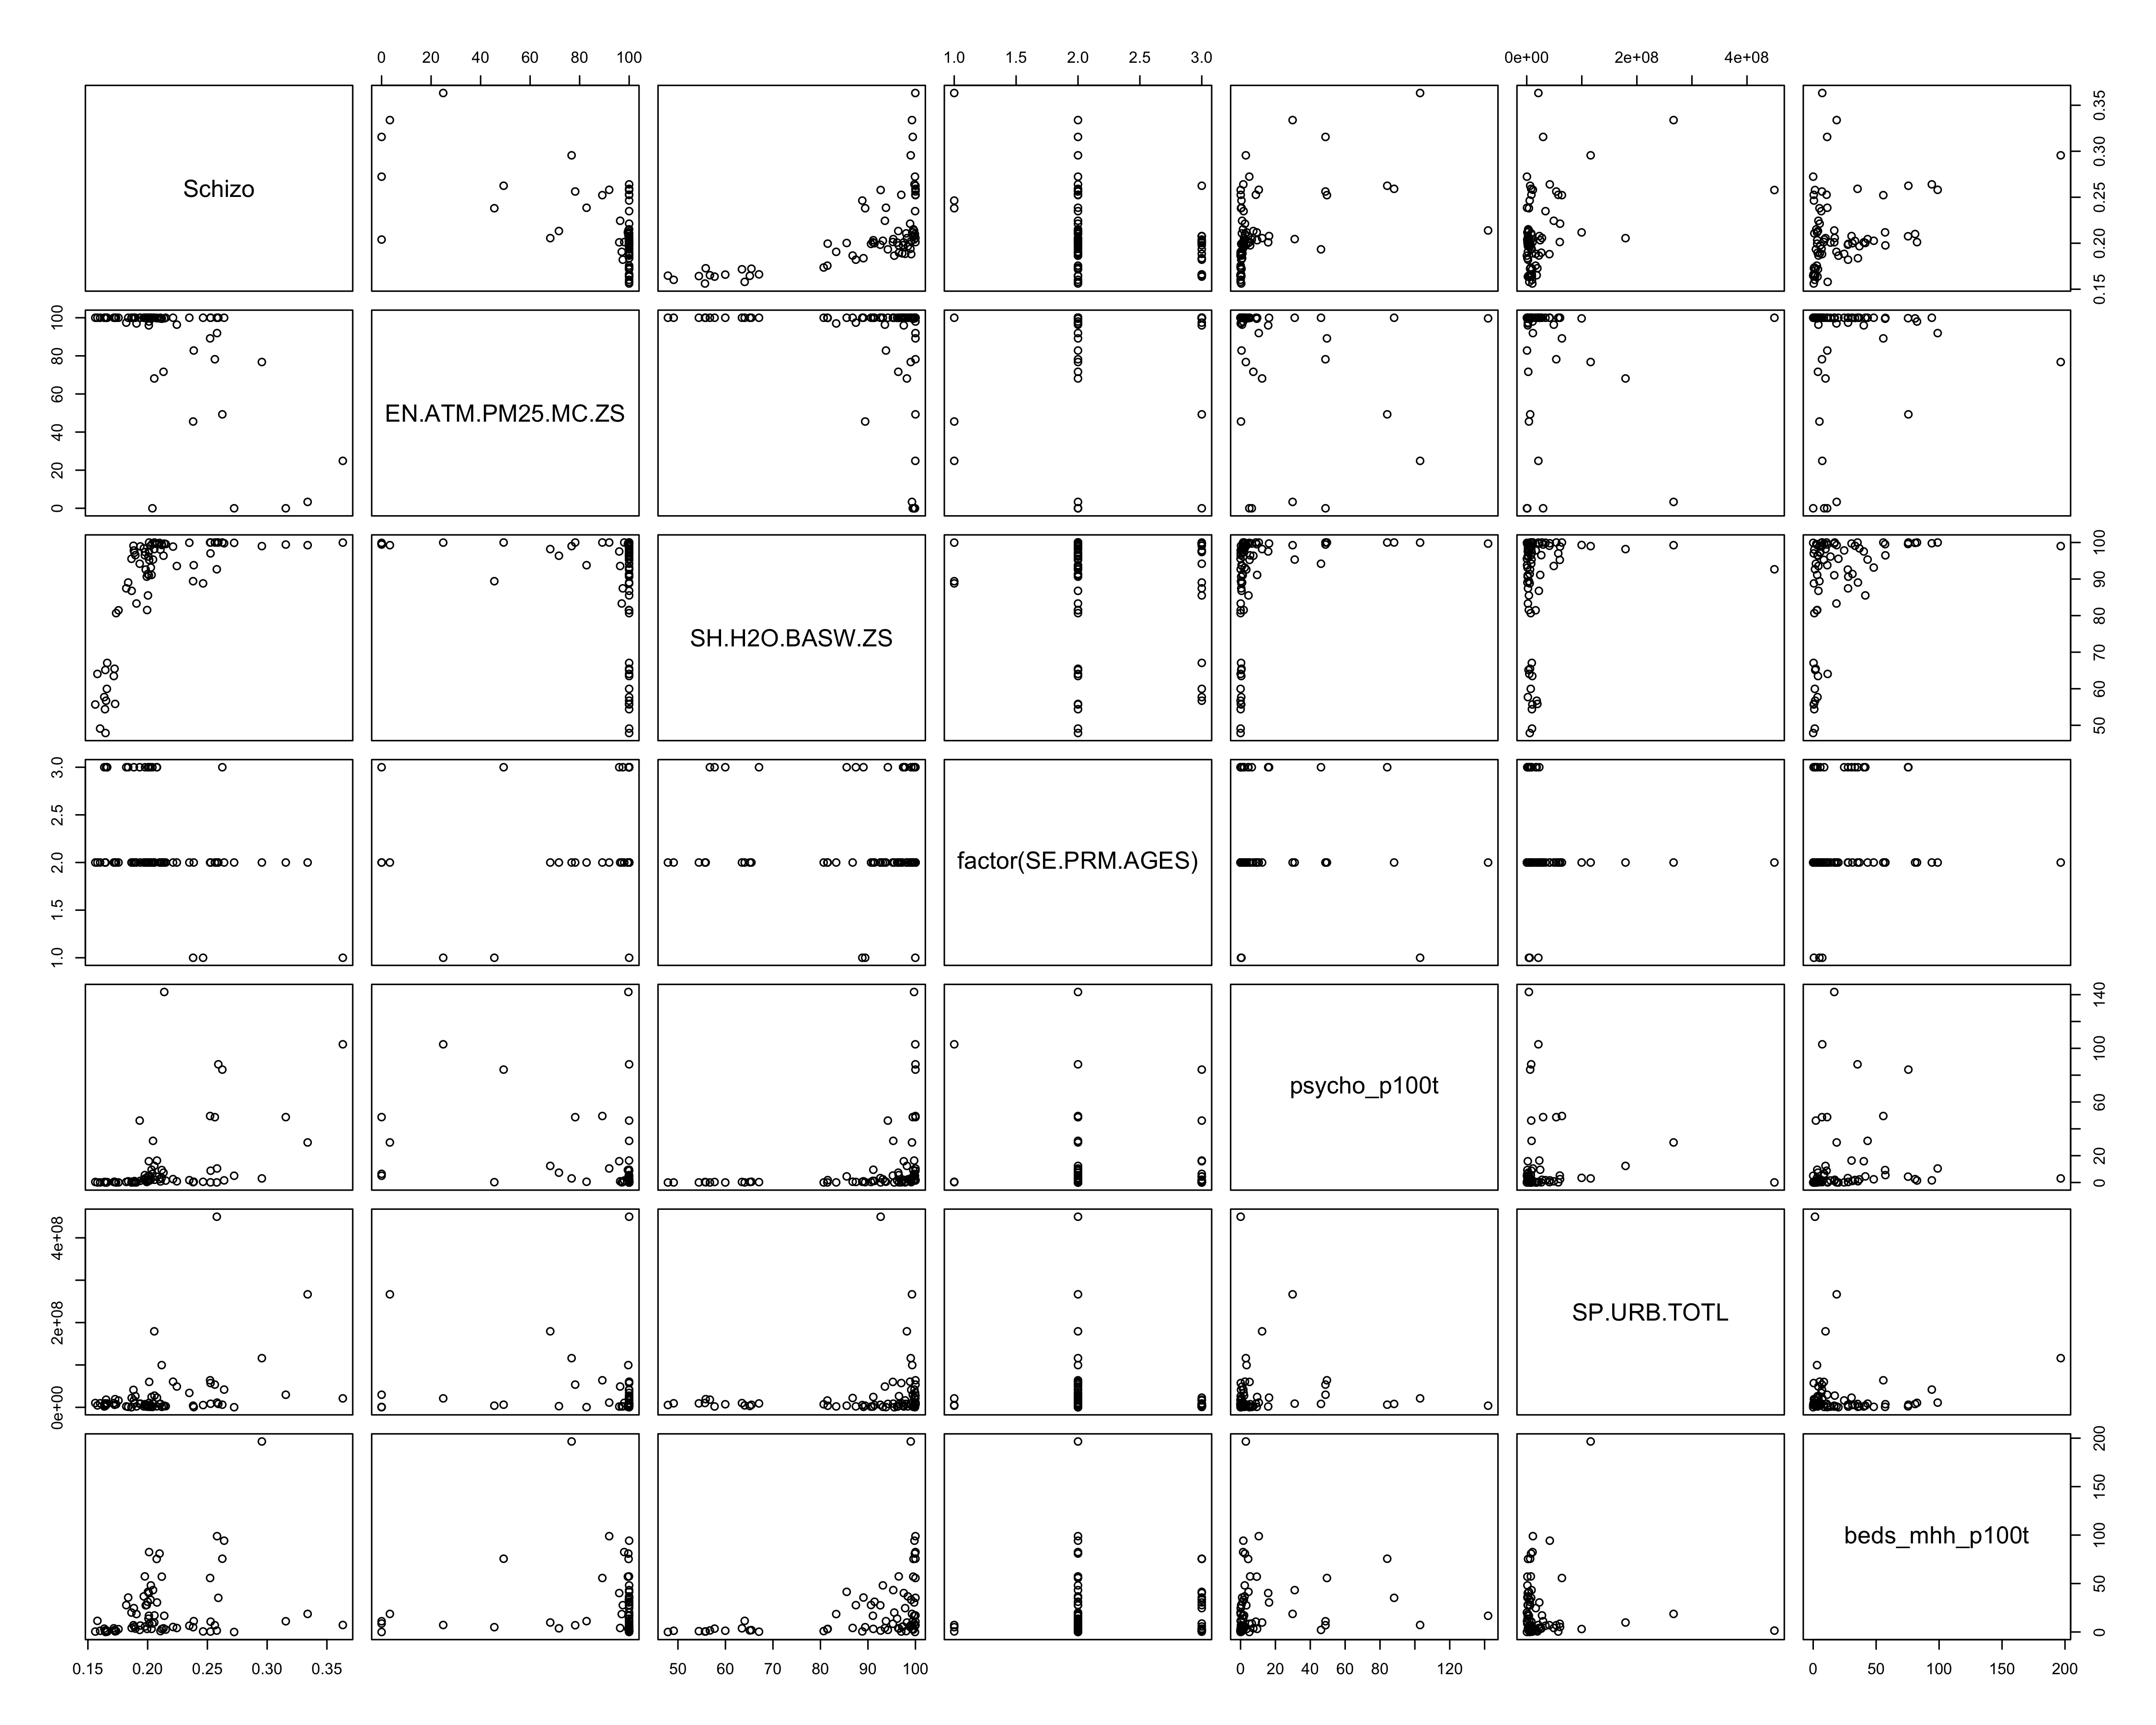 0 20 40 60 80 100 1.0 1.5 2.0 2.5 3.0 0e+00 2e+08 4e+08
Schizo
0.15 0.20 0.25 0.30 0.35
0 20 40 60 80 100
EN.ATM.PM25.MC.ZS
SH.H2O.BASW.ZS
50 60 70 80 90 100
1.0 1.5 2.0 2.5 3.0
factor(SE.PRM.AGES)
psycho_p100t
0 20 60 100 140
0e+00 2e+08 4e+08
SP.URB.TOTL
beds_mhh_p100t
0 50 100 150 200
0.15 0.20 0.25 0.30 0.35 50 60 70 80 90 100 0 20 40 60 80 120 0 50 100 150 200